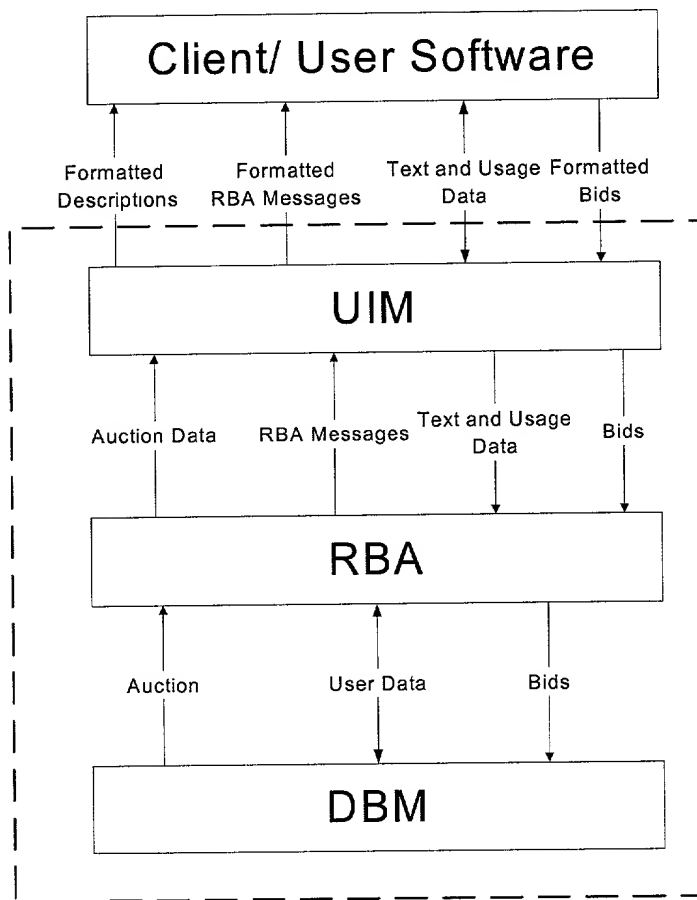 Client/ User Software
Formatted
Descriptions
Formatted
RBA Messages
Text and Usage
Data
Formatted
Bids
UIM
Auction Data
RBA Messages
Text and Usage
Data
Bids
RBA
Auction
User Data
Bids
DBM